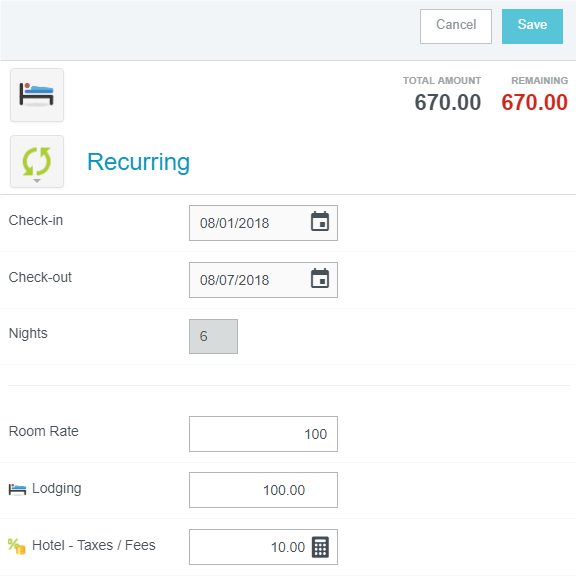 Cancel Save
TOTAL AMOUNT REMAINING
670.00 670.00
Recurring
Check-in 08/01/2018
Check-out 08/07/2018
Nights 6
Room Rate 100
Lodging 100.00
% Hotel - Taxes / Fees 10.00